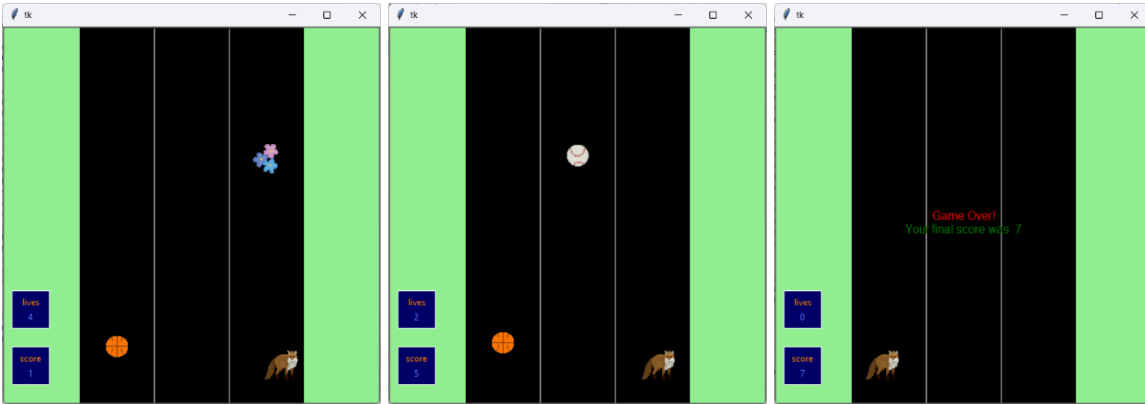 tk
lives
4
score
1
tk
lives
2
score
5
tk
Game Over!
Your final score was 7
lives
0
score
7